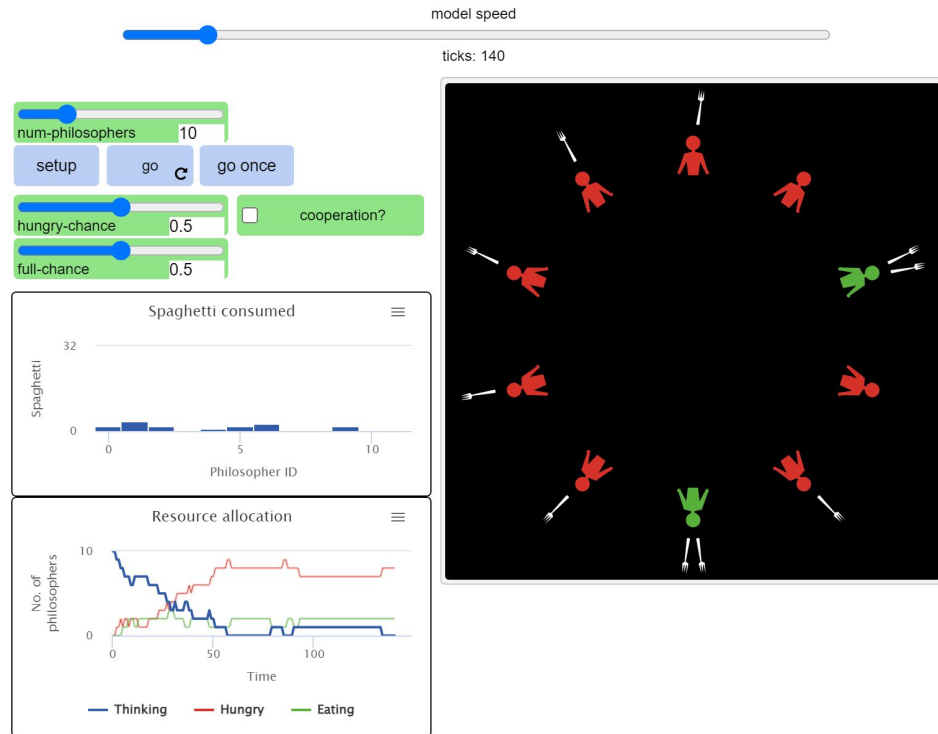 model speed
ticks: 140
num-philosophers 10
setup go go once
hungry-chance 0.5
cooperation?
full-chance 0.5
Spaghetti consumed
32
Spaghetti
0
0 5 10
Philosopher ID
Resource allocation
10
No. of
philosophers
0
0 50 100
Time
Thinking Hungry Eating